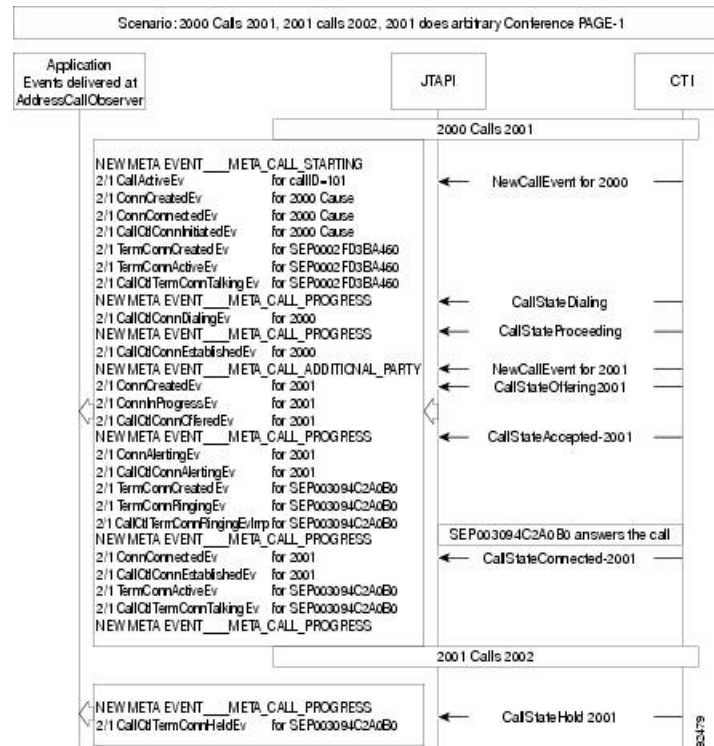 Scenario: 2000 Calls 2001, 2001 calls 2002, 2001 does arbitrary Conference PAGE-1
Application
Events delivered at
AddressCallObserver
JTAPI
CTI
2000 Calls 2001
NEW META EVENT____META_CALL_STARTING
2/1 CallActiveEv for callID=101
NewCallEvent for 2000
2/1 ConnCreatedEv for 2000 Cause
2/1 ConnConnectedEv for 2000 Cause
2/1 CallCtlConnInitiatedEv for 2000 Cause
2/1 TermConnCreatedEv for SEP0002FD3BA460
2/1 TermConnActiveEv for SEP0002FD3BA460
2/1 CallCtlTermConnTalkingEv for SEP0002FD3BA460
NEW META EVENT____META_CALL_PROGRESS
CallStateDialing
2/1 CallCtlConnDialingEv for 2000
NEW META EVENT____META_CALL_PROGRESS
CallStateProceeding
2/1 CallCtlConnEstablishedEv for 2000
NEW META EVENT____META_CALL_ADDITIONAL_PARTY
NewCallEvent for 2001
2/1 ConnCreatedEv for 2001
CallStateOffering2001
2/1 ConnInProgressEv for 2001
2/1 CallCtlConnOfferedEv for 2001
NEW META EVENT____META_CALL_PROGRESS
CallStateAccepted-2001
2/1 ConnAlertingEv for 2001
2/1 CallCtlConnAlertingEv for 2001
2/1 TermConnCreatedEv for SEP003094C2A0B0
2/1 TermConnRingingEv for SEP003094C2A0B0
2/1 CallCtlTermConnRingingEvImp for SEP003094C2A0B0
NEW META EVENT____META_CALL_PROGRESS
SEP003094C2A0B0 answers the call
2/1 ConnConnectedEv for 2001
CallStateConnected-2001
2/1 CallCtlConnEstablishedEv for 2001
2/1 TermConnActiveEv for SEP003094C2A0B0
2/1 CallCtlTermConnTalkingEv for SEP003094C2A0B0
NEW META EVENT____META_CALL_PROGRESS
2001 Calls 2002
NEW META EVENT____META_CALL_PROGRESS
2/1 CallCtlTermConnHeldEv for SEP003094C2A0B0
CallStateHold 2001
92479